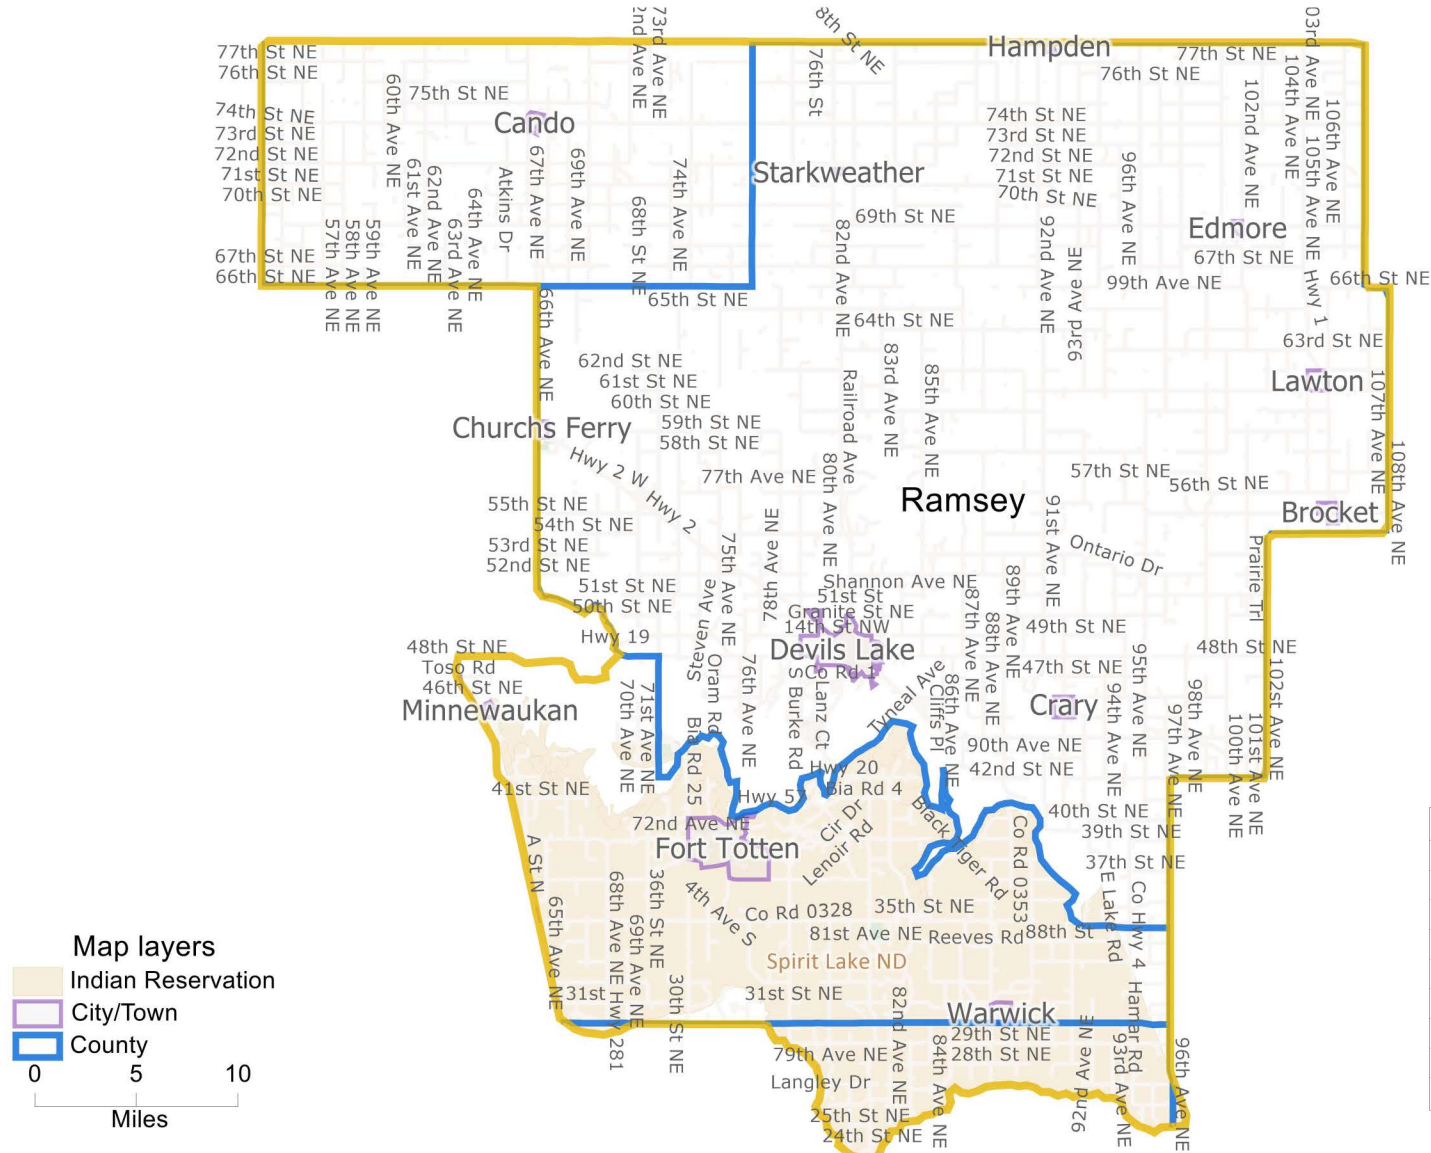 73rd Ave NE
2nd Ave NE
8th St NE
03rd Ave NE
Hampden
77th St NE
77th St NE
76th St NE
76th St NE
76th St
75th St NE
60th Ave NE
102nd Ave NE
104th Ave NE
106th Ave NE
105th Ave NE
74th St NE
73rd St NE
72nd St NE
71st St NE
70th St NE
Cando
74th St NE
73rd St NE
72nd St NE
71st St NE
70th St NE
96th Ave NE
Starkweather
61st Ave NE
62nd Ave NE
64th Ave NE
63rd Ave NE
Atkins Dr
67th Ave NE
69th Ave NE
68th St NE
74th Ave NE
69th St NE
82nd Ave NE
92nd Ave NE
93rd Ave NE
Edmore
67th St NE
57th Ave NE
58th Ave NE
59th Ave NE
67th St NE
66th St NE
99th Ave NE
Hwy 1
66th St NE
66th Ave NE
65th St NE
64th St NE
63rd St NE
62nd St NE
61st St NE
60th St NE
59th St NE
58th St NE
83rd Ave NE
85th Ave NE
Railroad Ave
Lawton
107th Ave NE
108th Ave NE
Churchs Ferry
Hwy 2 W
Hwy 2
77th Ave NE
80th Ave NE
57th St NE
56th St NE
Ramsey
Brocket
91st Ave NE
55th St NE
54th St NE
53rd St NE
52nd St NE
78th Ave NE
75th Ave NE
Ontario Dr
Prairie Trl
51st St NE
50th St NE
Steven Ave
Shannon Ave NE
51st St
Granite St NE
14th St NW
87th Ave NE
88th Ave NE
89th Ave NE
Hwy 19
49th St NE
48th St NE
48th St NE
Toso Rd
46th St NE
Devils Lake
Co Rd 1
47th St NE
95th Ave NE
Minnewaukan
70th Ave NE
71st Ave NE
Oram Rd
Bia Rd 25
76th Ave NE
S Burke Rd
Lanz Ct
Tyneal Ave
Cliffs Pl
86th Ave NE
Crary
94th Ave NE
98th Ave NE
97th Ave NE
102st Ave NE
101st Ave NE
100th Ave NE
90th Ave NE
42nd St NE
Hwy 20
41st St NE
Hwy 57
Bia Rd 4
40th St NE
72nd Ave NE
39th St NE
Fort Totten
Cir Dr
Lenoir Rd
Black Tiger Rd
Co Rd 0353
37th St NE
A St N
E Lake Rd
Co Hwy 4
65th Ave NE
68th Ave NE
36th St NE
69th Ave NE
4th Ave S
Co Rd 0328
35th St NE
81st Ave NE
Reeves Rd
88th St
Map layers
Spirit Lake ND
Indian Reservation
City/Town
County
31st
Hwy 281
30th St NE
31st St NE
82nd Ave NE
Warwick
Hamar Rd
29th St NE
28th St NE
79th Ave NE
84th Ave NE
92nd Ave NE
93rd Ave NE
96th Ave NE
Langley Dr
25th St NE
24th St NE
0 5 10
Miles